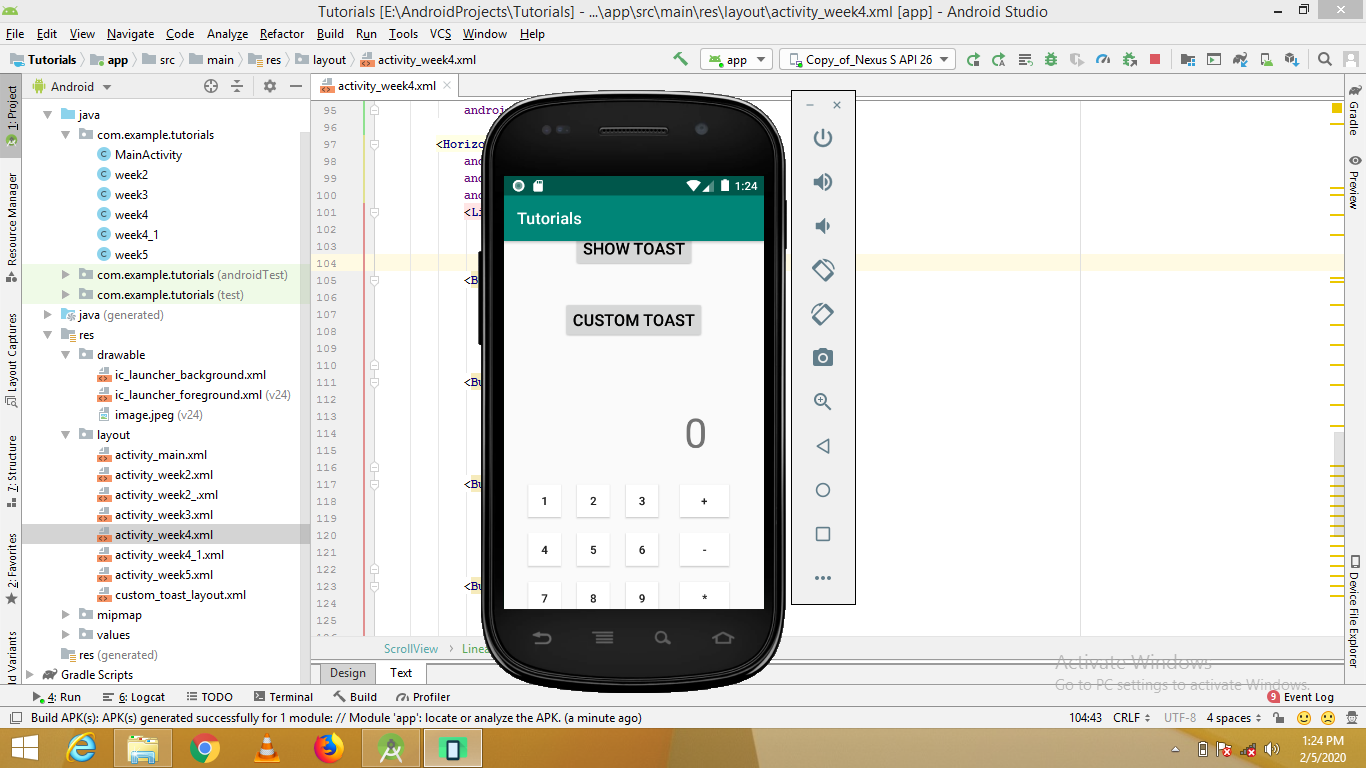 Tutorials [E:\AndroidProjects\Tutorials] - ...\app\src\main\res\layout\activity_week4.xml [app] - Android Studio
File Edit View Navigate Code Analyze Refactor Build Run Tools VCS Window Help
Tutorials app src main res layout activity_week4.xml app Copy_of_Nexus S API 26
Android activity_week4.xml
1: Project
Resource Manager
Layout Captures
7: Structure
2: Favorites
ld Variants
java
com.example.tutorials
MainActivity
week2
week3
week4
week4_1
week5
com.example.tutorials (androidTest)
com.example.tutorials (test)
java (generated)
res
drawable
ic_launcher_background.xml
ic_launcher_foreground.xml (v24)
image.jpeg (v24)
layout
activity_main.xml
activity_week2.xml
activity_week2_.xml
activity_week3.xml
activity_week4.xml
activity_week4_1.xml
activity_week5.xml
custom_toast_layout.xml
mipmap
values
res (generated)
Gradle Scripts
95 android
96
97 <Horizo
98 and
99 and
100 and
101 <Li
102
103
104
105 <B
106
107
108
109
110
111 <Bu
112
113
114
115
116
117 <Bu
118
119
120
121
122
123 <Bu
124
1:24
Tutorials
SHOW TOAST
CUSTOM TOAST
0
1 2 3 +
4 5 6 -
7 8 9 *
Gradle
Preview
Device File Explorer
ScrollView Linea
Design Text
Activate Windows
Go to PC settings to activate Windows.
4: Run 6: Logcat TODO Terminal Build Profiler 9 Event Log
Build APK(s): APK(s) generated successfully for 1 module: // Module 'app': locate or analyze the APK. (a minute ago) 104:43 CRLF UTF-8 4 spaces
1:24 PM
2/5/2020